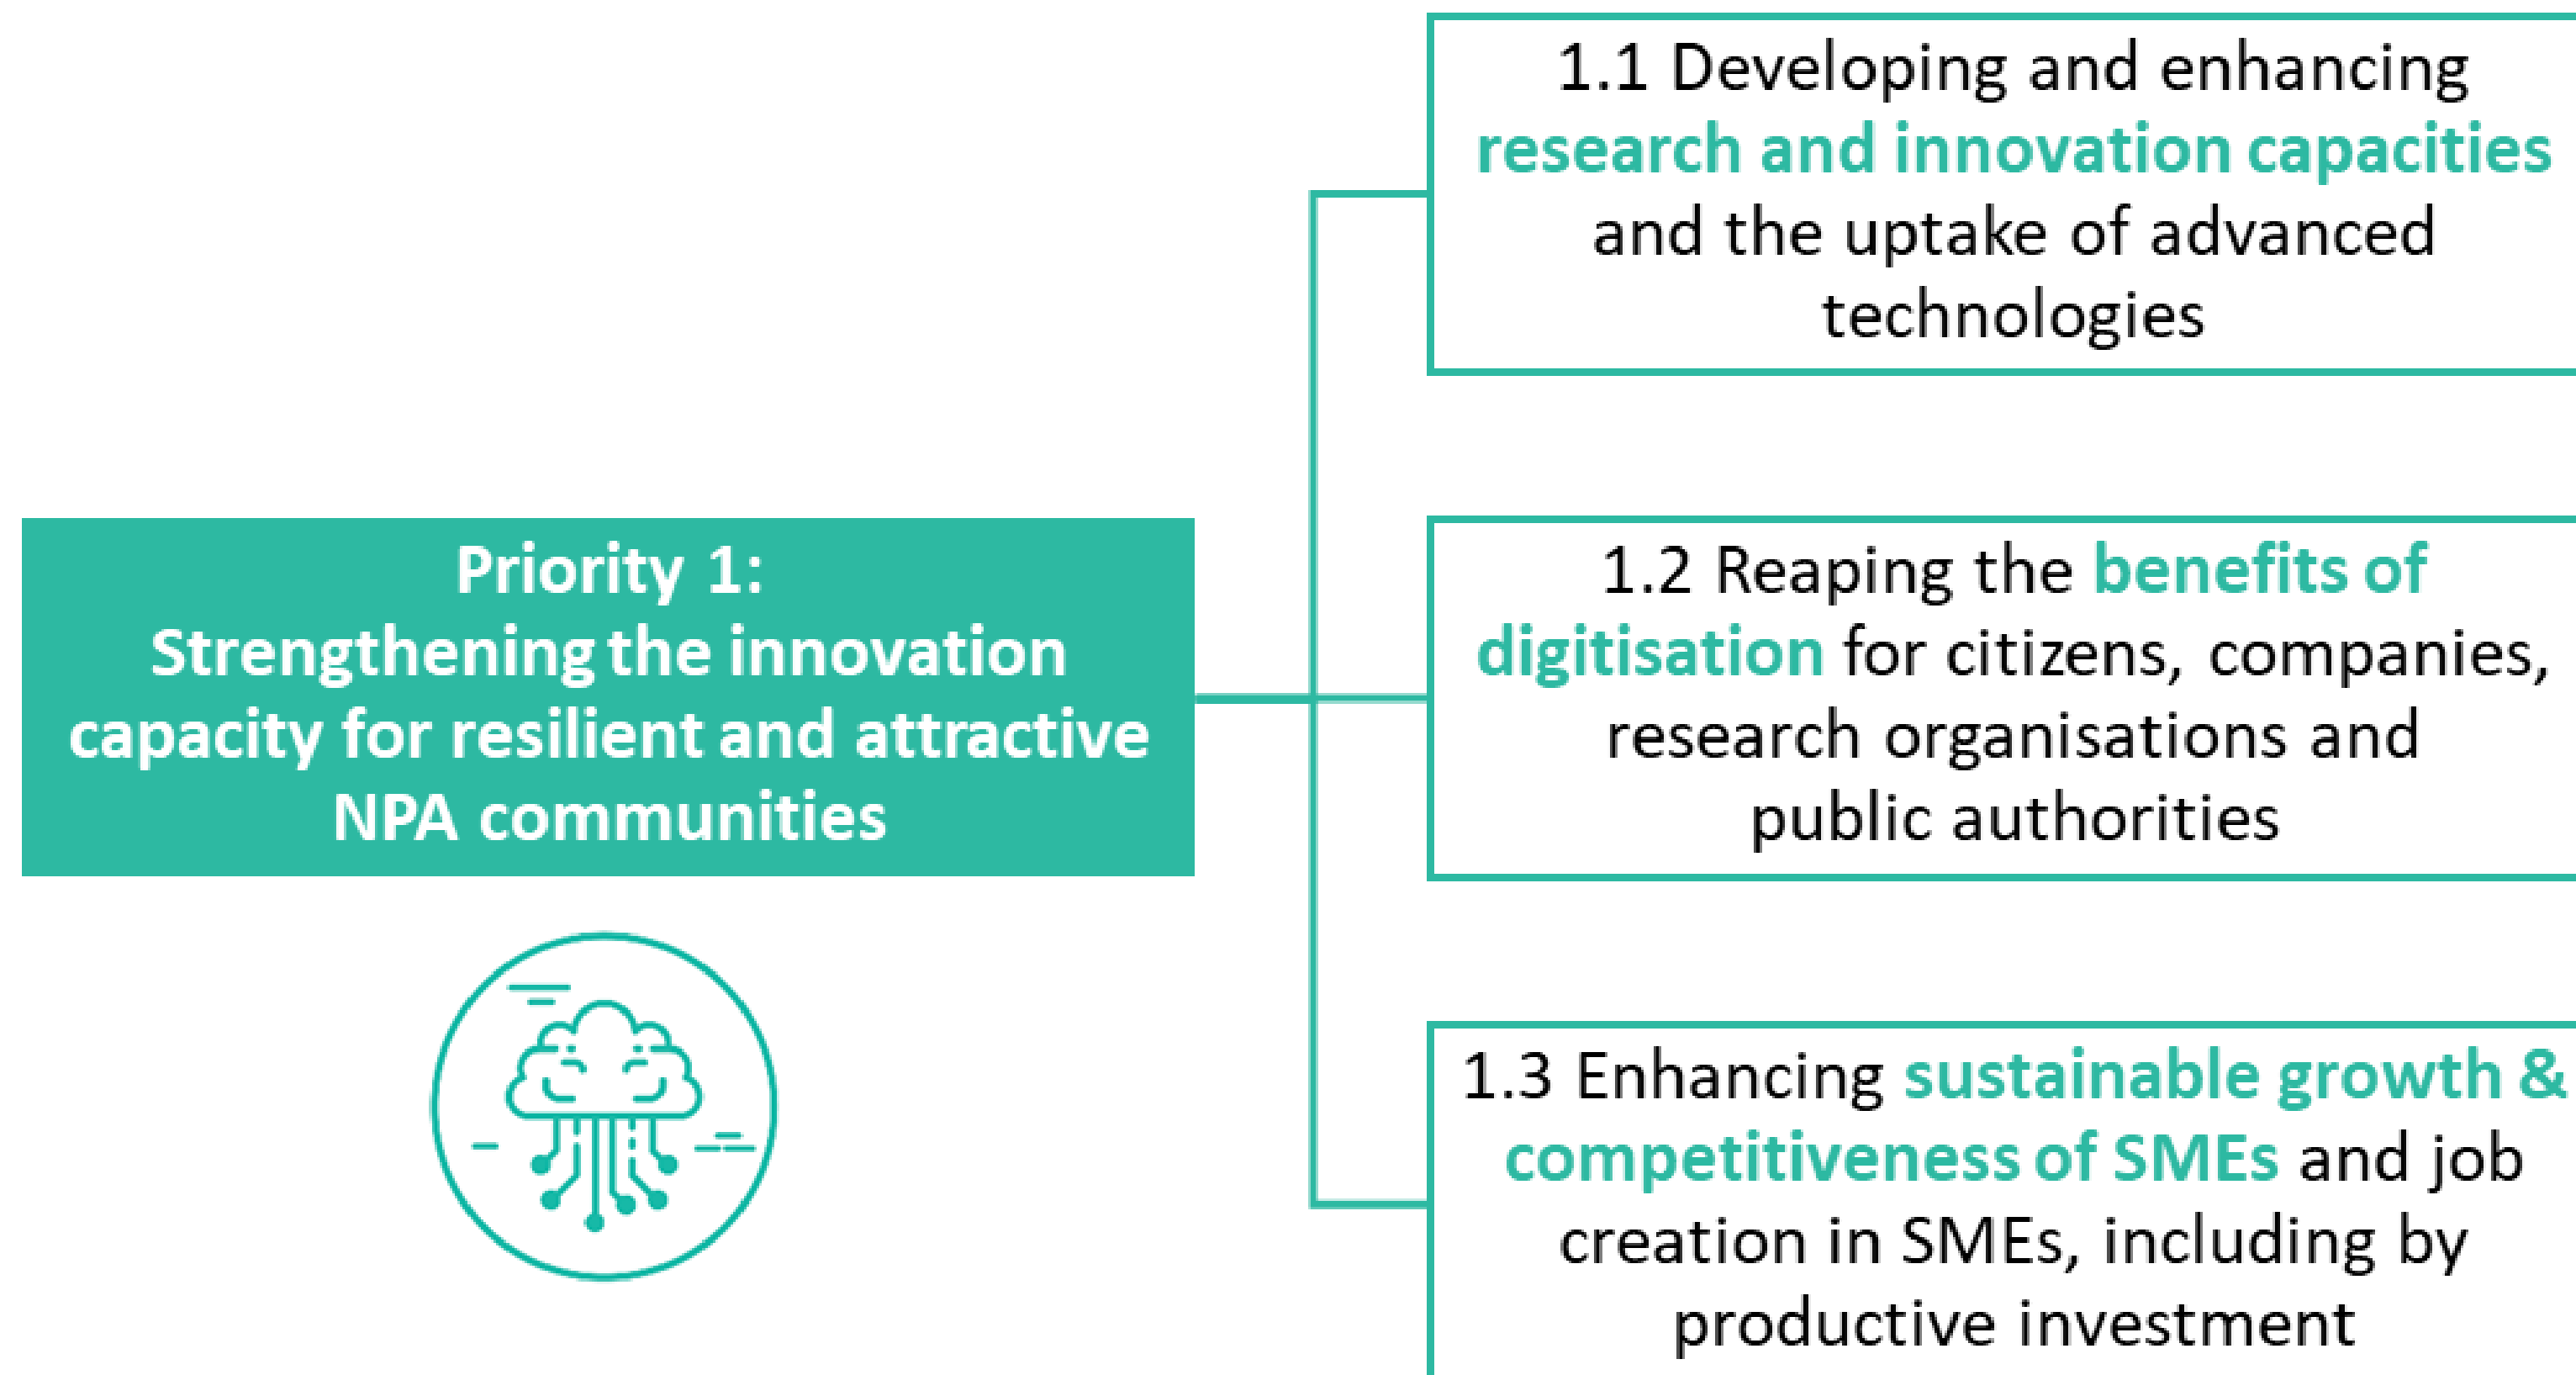 Priority 1:
Strengthening the innovation
capacity for resilient and attractive
NPA communities
1.1 Developing and enhancing
research and innovation capacities
and the uptake of advanced
technologies
1.2 Reaping the benefits of
digitisation for citizens, companies,
research organisations and
public authorities
1.3 Enhancing sustainable growth &
competitiveness of SMEs and job
creation in SMEs, including by
productive investment